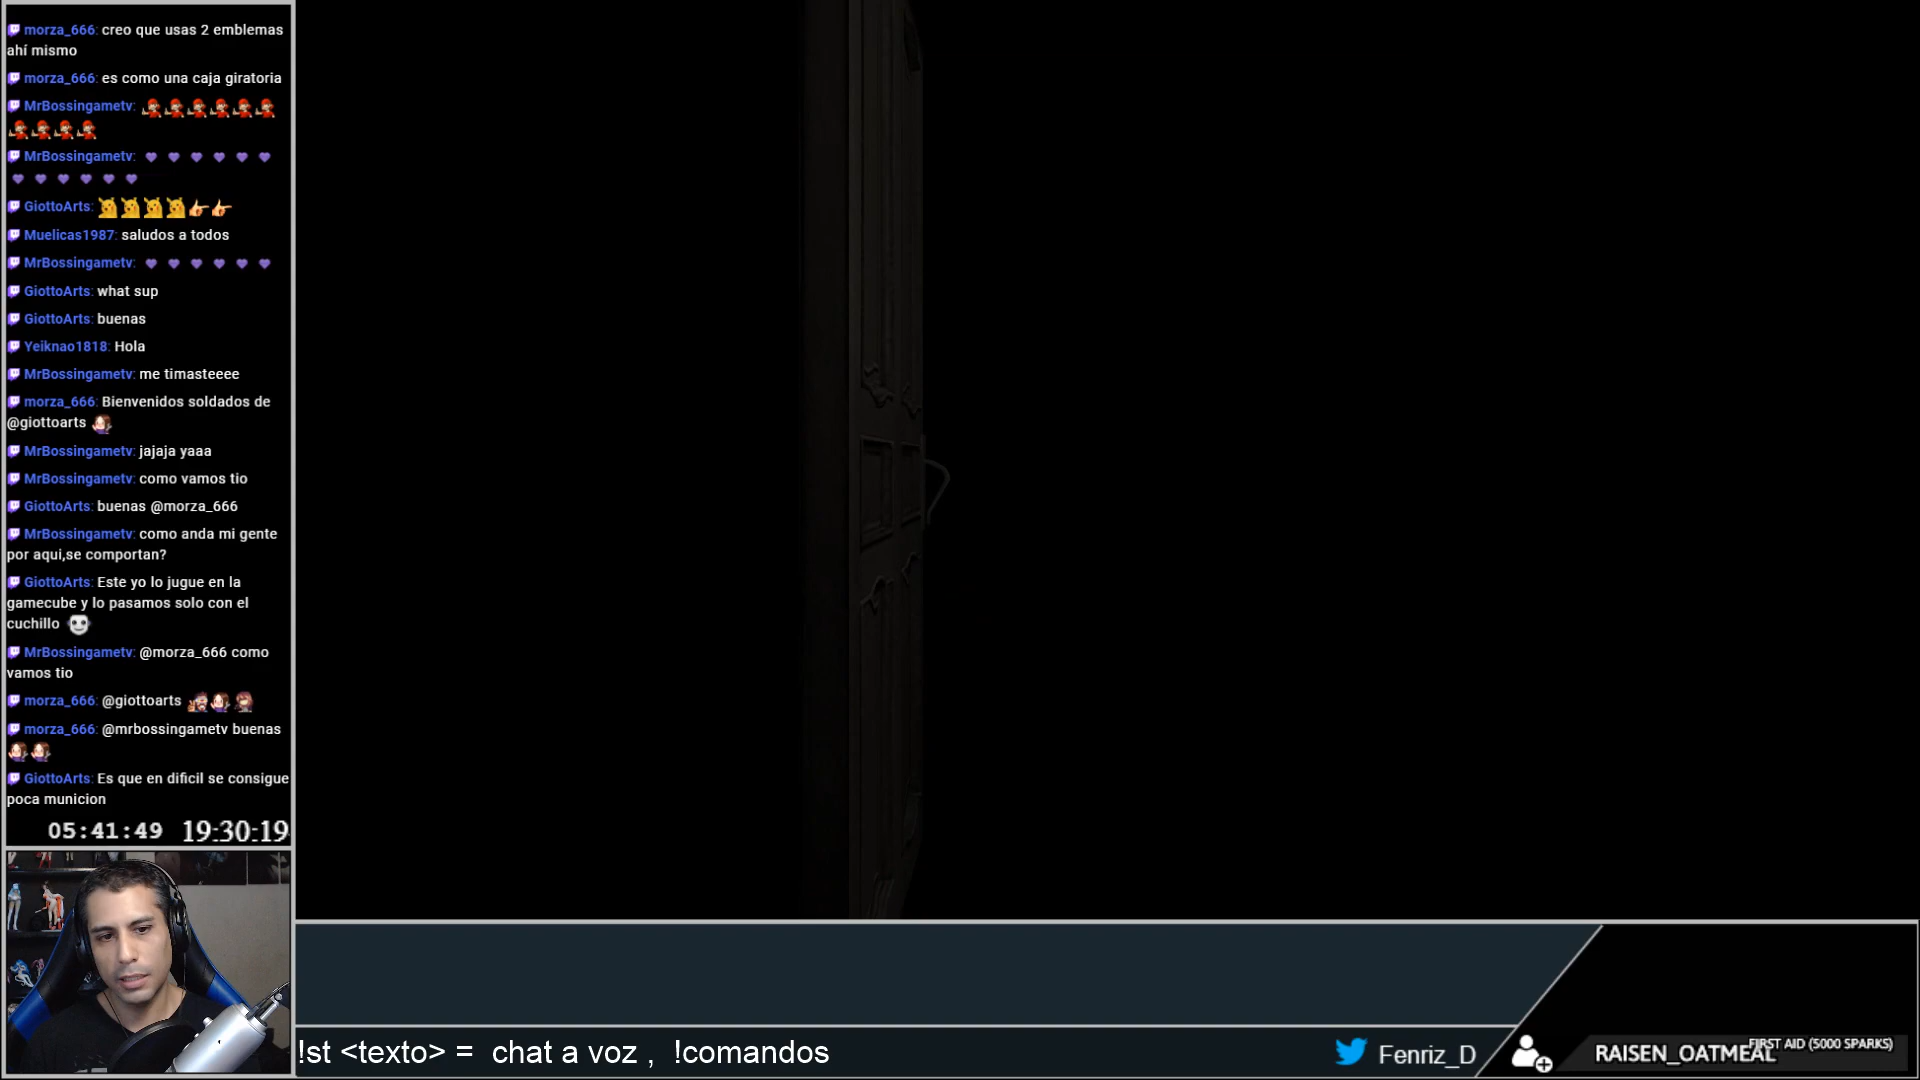 morza_666: creo que usas 2 emblemas
ahí mismo
morza_666: es como una caja giratoria
MrBossingametv:
MrBossingametv:
GiottoArts:
Muelicas1987: saludos a todos
MrBossingametv:
GiottoArts: what sup
GiottoArts: buenas
Yeiknao1818: Hola
MrBossingametv: me timasteeee
morza_666: Bienvenidos soldados de
@giottoarts
MrBossingametv: jajaja yaaa
MrBossingametv: como vamos tio
GiottoArts: buenas @morza_666
MrBossingametv: como anda mi gente
por aqui,se comportan?
GiottoArts: Este yo lo jugue en la
gamecube y lo pasamos solo con el
cuchillo
MrBossingametv: @morza_666 como
vamos tio
morza_666: @giottoarts
morza_666: @mrbossingametv buenas
GiottoArts: Es que en dificil se consigue
poca municion
05:41:49 19:30:19
!st <texto> = chat a voz , !comandos
Fenriz_D
RAISEN_OATMEAL
FIRST AID (5000 SPARKS)